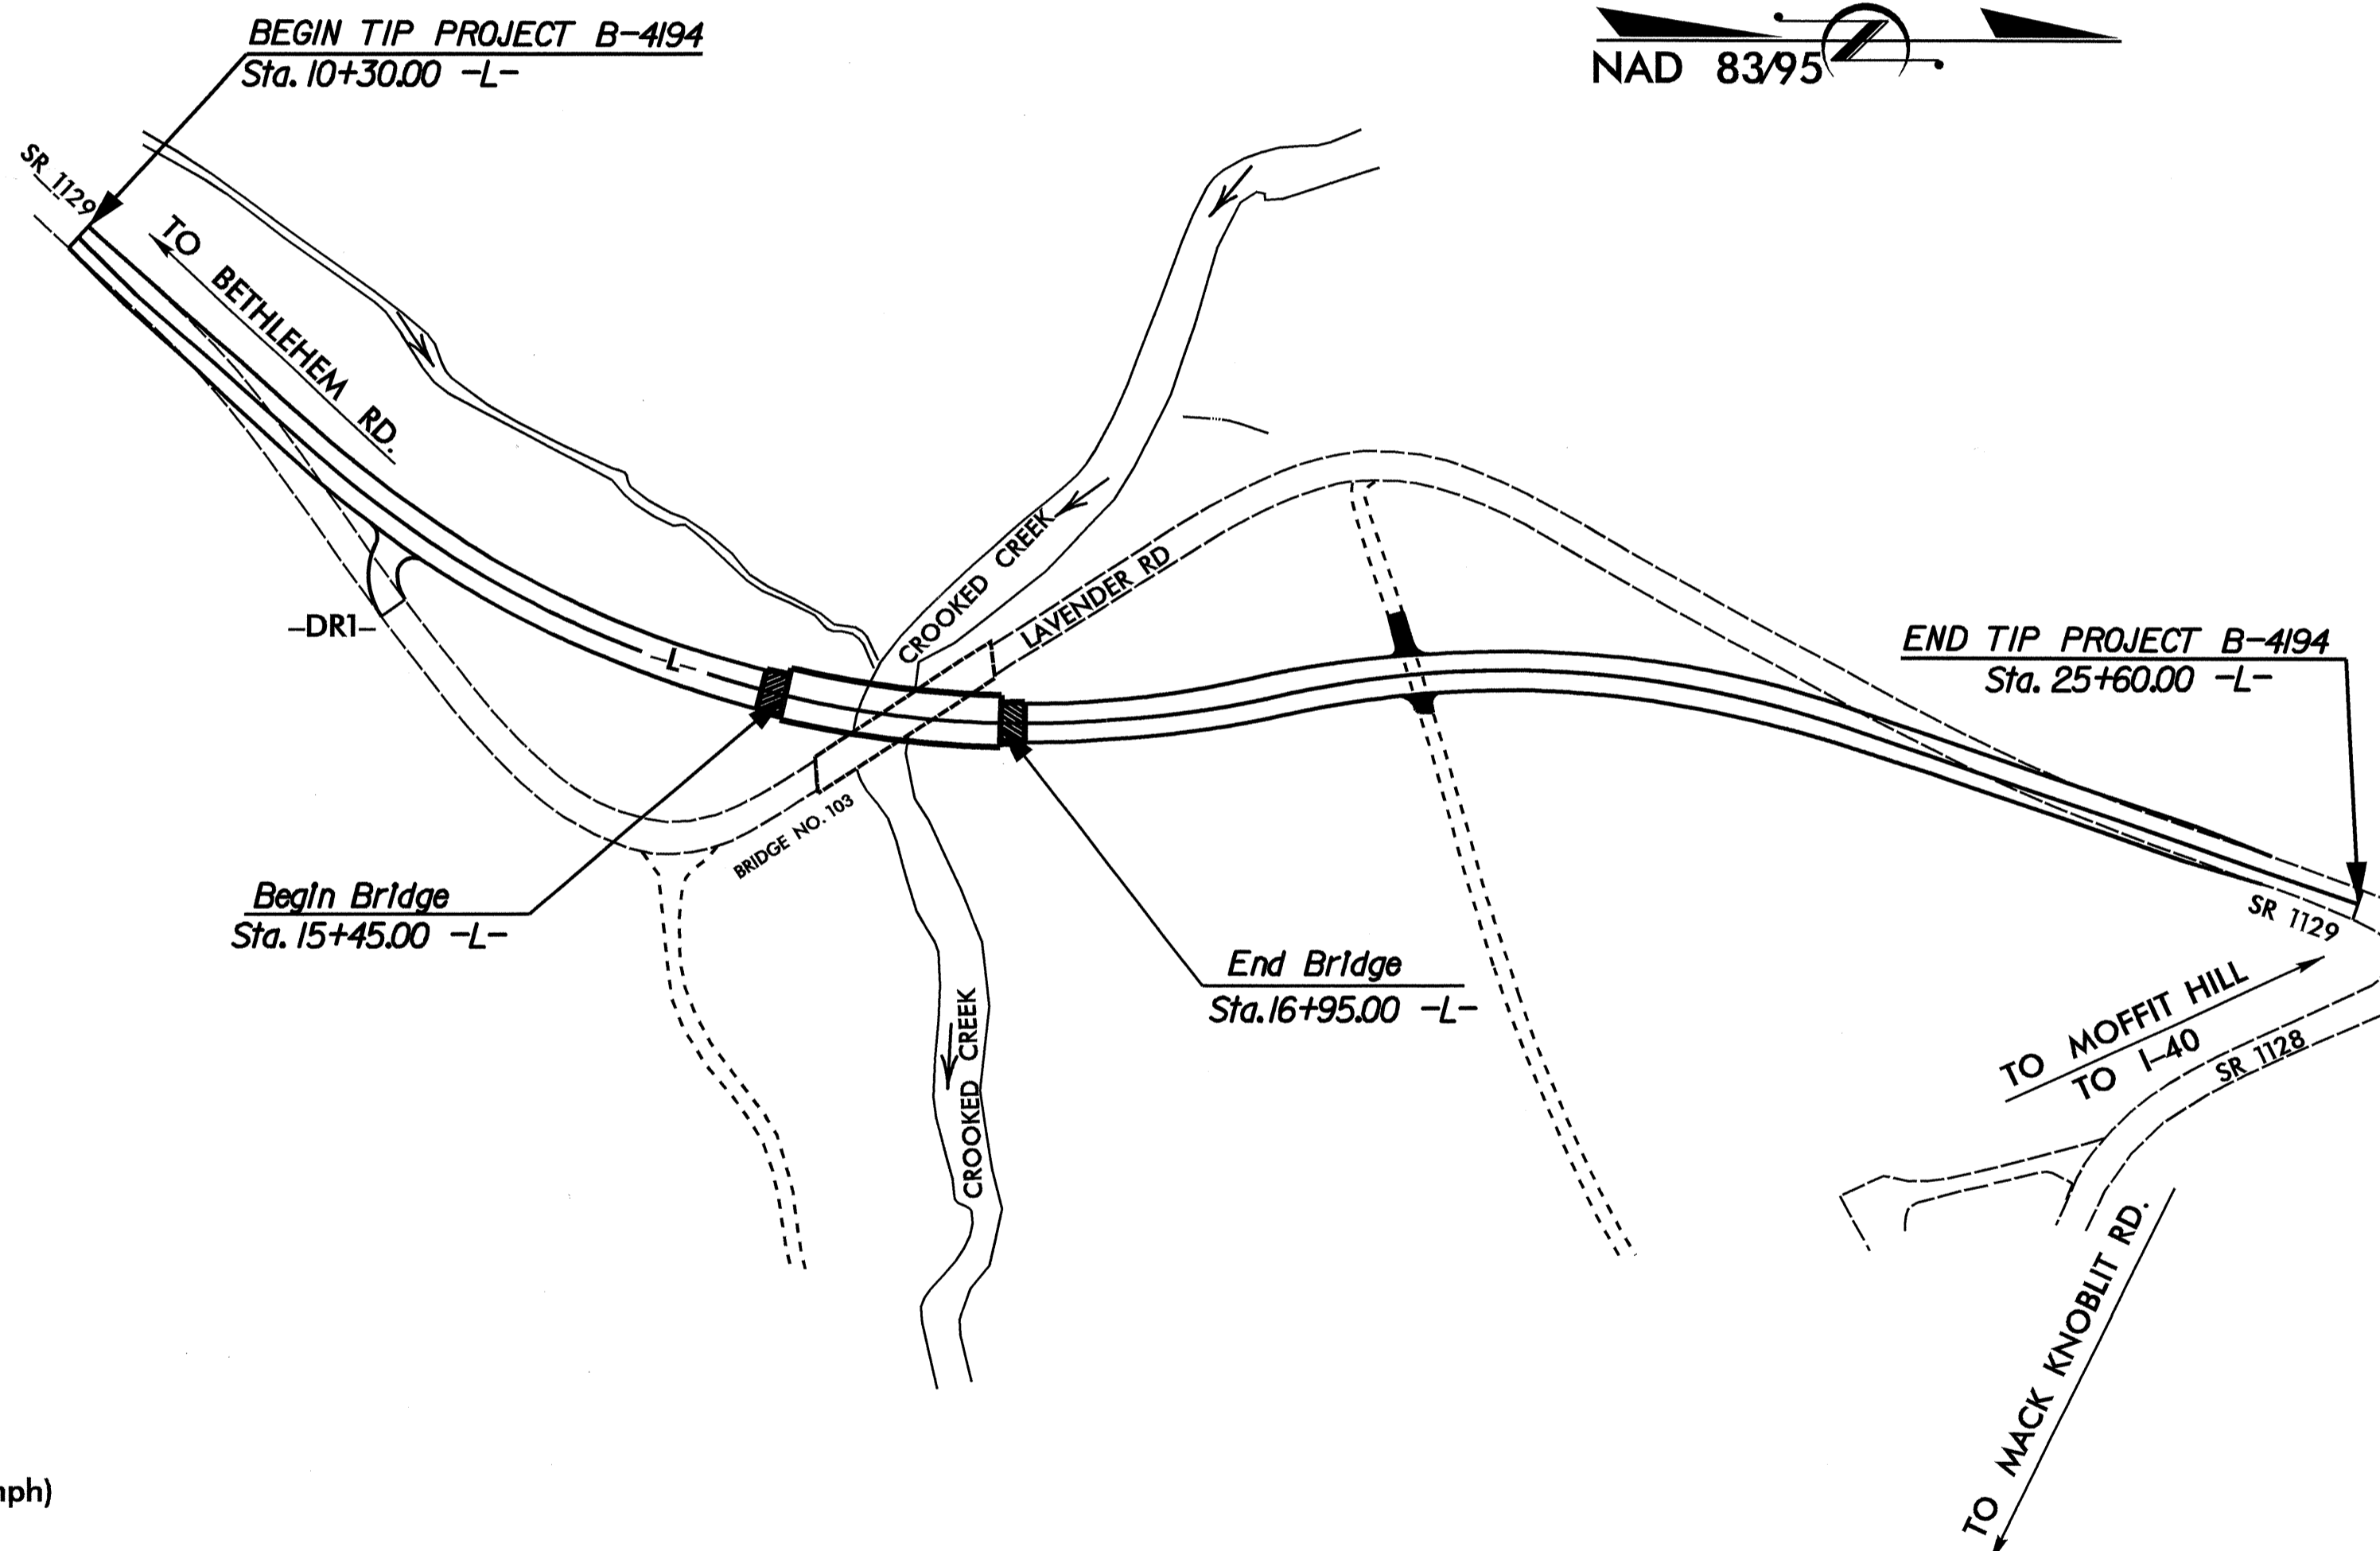 BEGIN TIP PROJECT B-4194
Sta. 10+30.00 -L-
NAD 83/95
SR 1129
TO BETHLEHEM RD.
CROOKED CREEK
LAVENDER RD
-DR1-
-L-
END TIP PROJECT B-4194
Sta. 25+60.00 -L-
BRIDGE NO. 103
Begin Bridge
Sta. 15+45.00 -L-
SR 1129
End Bridge
Sta. 16+95.00 -L-
TO MOFFIT HILL
TO I-40
SR 1128
CROOKED CREEK
TO MACK KNOBLIT RD.
mph)